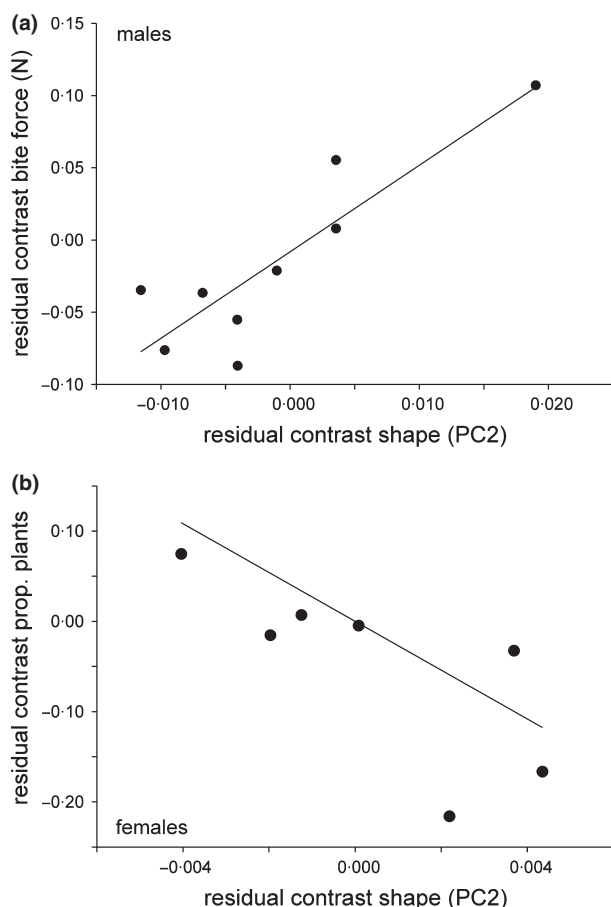 (a)
males
0·15
0·10
0·05
0·00
−0·05
−0·10
residual contrast bite force (N)
−0·010 0·000 0·010 0·020
residual contrast shape (PC2)
(b)
0·10
0·00
−0·10
−0·20
residual contrast prop. plants
females
−0·004 0·000 0·004
residual contrast shape (PC2)